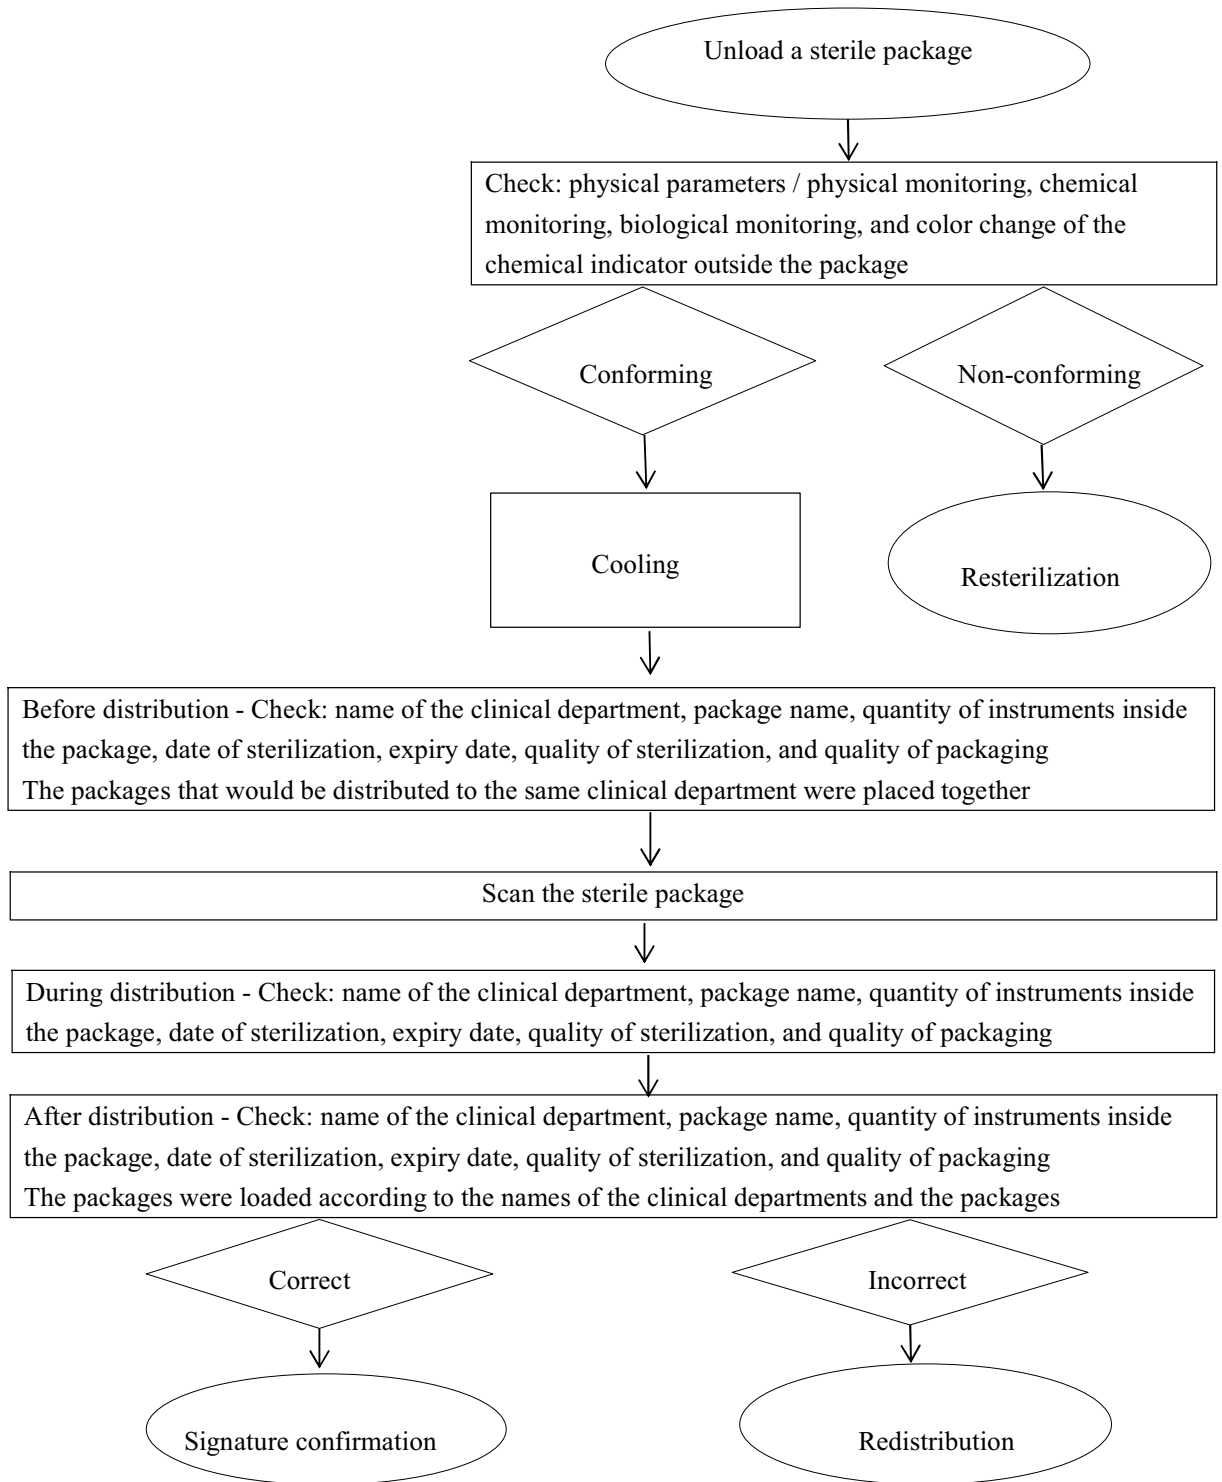 Unload a sterile package
Check: physical parameters / physical monitoring, chemical
monitoring, biological monitoring, and color change of the
chemical indicator outside the package
Conforming
Non-conforming
Cooling
Resterilization
Before distribution - Check: name of the clinical department, package name, quantity of instruments inside
the package, date of sterilization, expiry date, quality of sterilization, and quality of packaging
The packages that would be distributed to the same clinical department were placed together
Scan the sterile package
During distribution - Check: name of the clinical department, package name, quantity of instruments inside
the package, date of sterilization, expiry date, quality of sterilization, and quality of packaging
After distribution - Check: name of the clinical department, package name, quantity of instruments inside
the package, date of sterilization, expiry date, quality of sterilization, and quality of packaging
The packages were loaded according to the names of the clinical departments and the packages
Correct
Incorrect
Signature confirmation
Redistribution